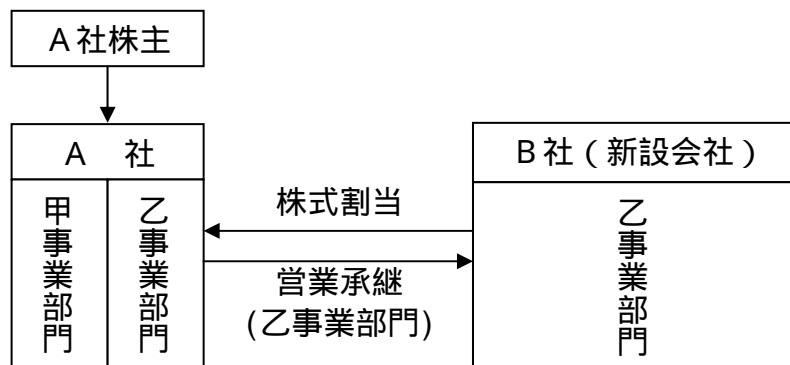 A社株主
A 社
甲事業部門
乙事業部門
株式割当
営業承継
(乙事業部門)
B社(新設会社)
乙事業部門